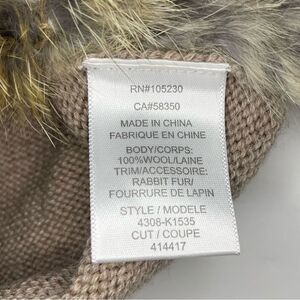 RN#105230
CA#58350
MADE IN CHINA
FABRIQUE EN CHINE
BODY/CORPS:
100%WOOL/LAINE
TRIM/ACCESSOIRE:
RABBIT FUR/
FOURRURE DE LAPIN
STYLE / MODELE
4308-K1535
CUT / COUPE
414417